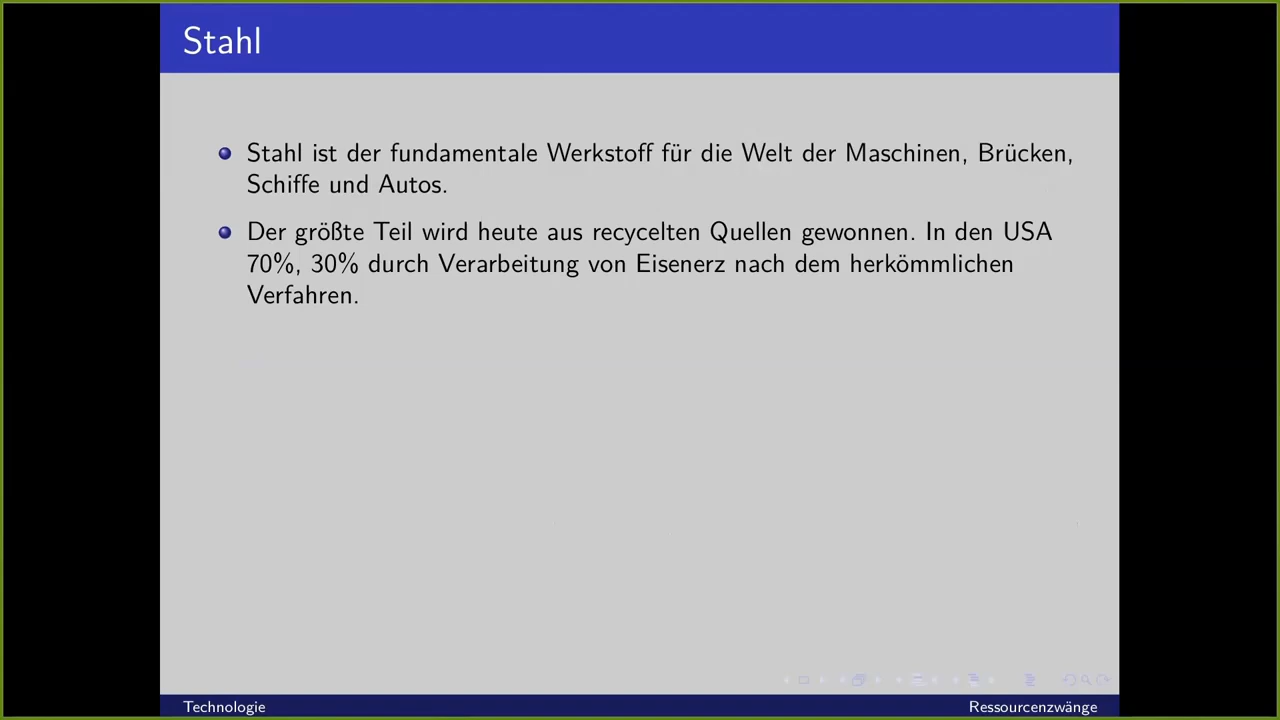 Stahl
Stahl ist der fundamentale Werkstoff für die Welt der Maschinen, Brücken,
Schiffe und Autos.
Der größte Teil wird heute aus recycelten Quellen gewonnen. In den USA
70%, 30% durch Verarbeitung von Eisenerz nach dem herkömmlichen
Verfahren.
Technologie
Ressourcenzwänge